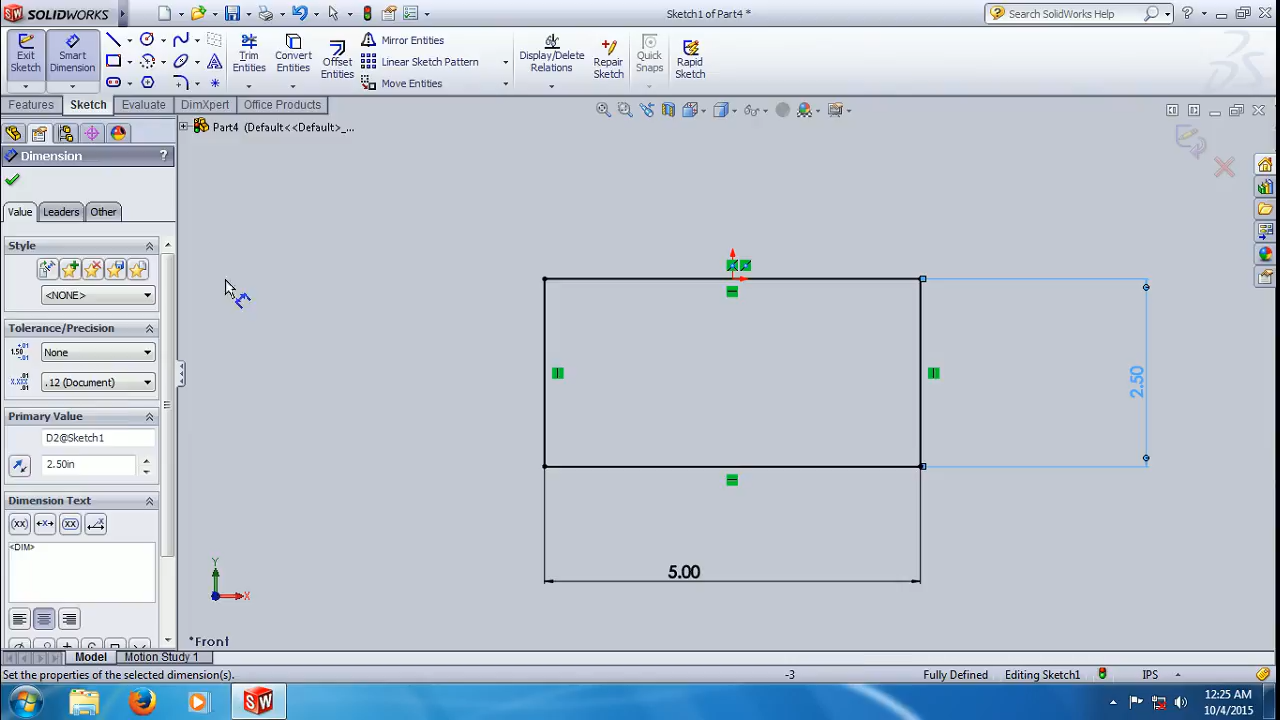 SOLIDWORKS
Sketch1 of Part4 *
Search SolidWorks Help
Exit Sketch
Smart Dimension
Trim Entities
Convert Entities
Offset Entities
Mirror Entities
Linear Sketch Pattern
Move Entities
Display/Delete Relations
Repair Sketch
Quick Snaps
Rapid Sketch
Features
Sketch
Evaluate
DimXpert
Office Products
Part4 (Default<<Default>_...
Dimension
?
Value
Leaders
Other
Style
<NONE>
Tolerance/Precision
None
.12 (Document)
Primary Value
D2@Sketch1
2.50in
Dimension Text
<DIM>
2.50
5.00
Y
X
*Front
Model
Motion Study 1
Set the properties of the selected dimension(s).
-3
Fully Defined
Editing Sketch1
IPS
12:25 AM
10/4/2015